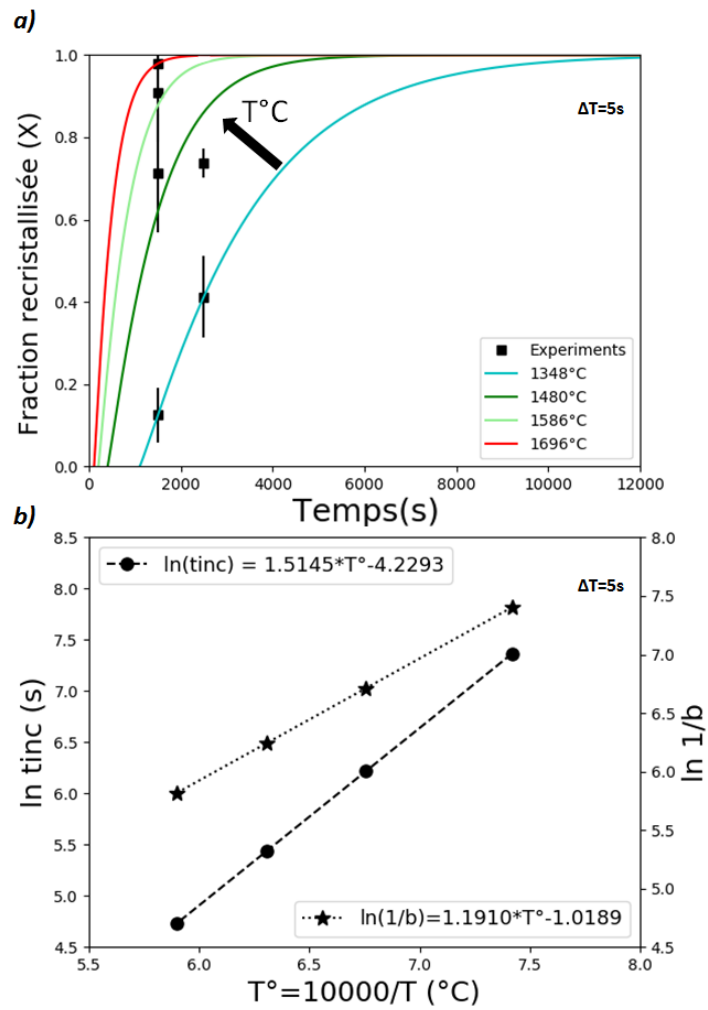 a)
1.0
0.8
0.6
0.4
0.2
0.0
Fraction recristallisée (X)
T°C
ΔT=5s
Experiments
1348°C
1480°C
1586°C
1696°C
0 2000 4000 6000 8000 10000 12000
Temps(s)
b)
8.5
8.0
7.5
7.0
6.5
6.0
5.5
5.0
4.5
ln tinc (s)
ln(tinc) = 1.5145*T°-4.2293
ΔT=5s
ln(1/b)=1.1910*T°-1.0189
8.0
7.5
7.0
6.5
6.0
5.5
5.0
4.5
ln 1/b
5.5 6.0 6.5 7.0 7.5 8.0
T°=10000/T (°C)